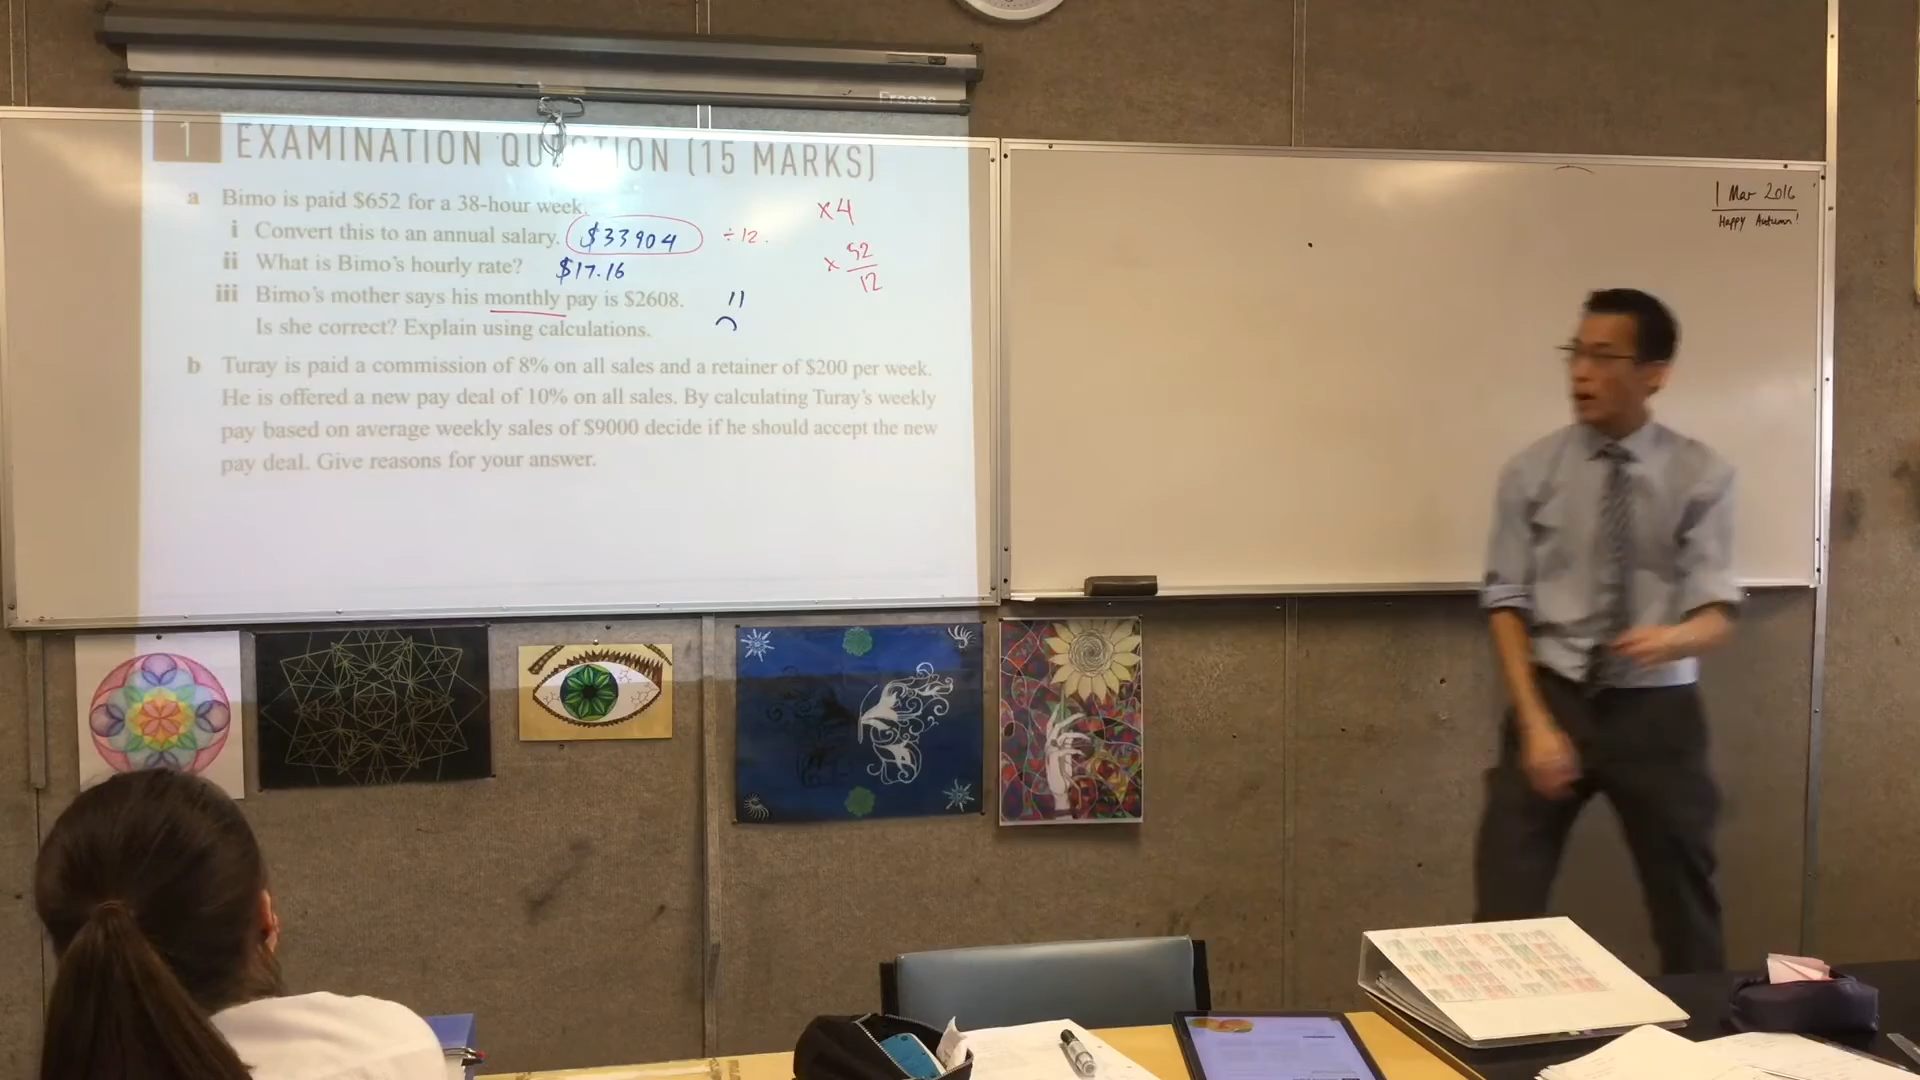 Freeze
1 EXAMINATION QUESTION (15 MARKS)
a Bimo is paid $652 for a 38-hour week.
i Convert this to an annual salary. $33904 ÷12.
ii What is Bimo's hourly rate? $17.16
iii Bimo's mother says his monthly pay is $2608.
Is she correct? Explain using calculations.
×4
× 52
12
b Turay is paid a commission of 8% on all sales and a retainer of $200 per week.
He is offered a new pay deal of 10% on all sales. By calculating Turay's weekly
pay based on average weekly sales of $9000 decide if he should accept the new
pay deal. Give reasons for your answer.
1 Mar 2016
Happy Autumn!